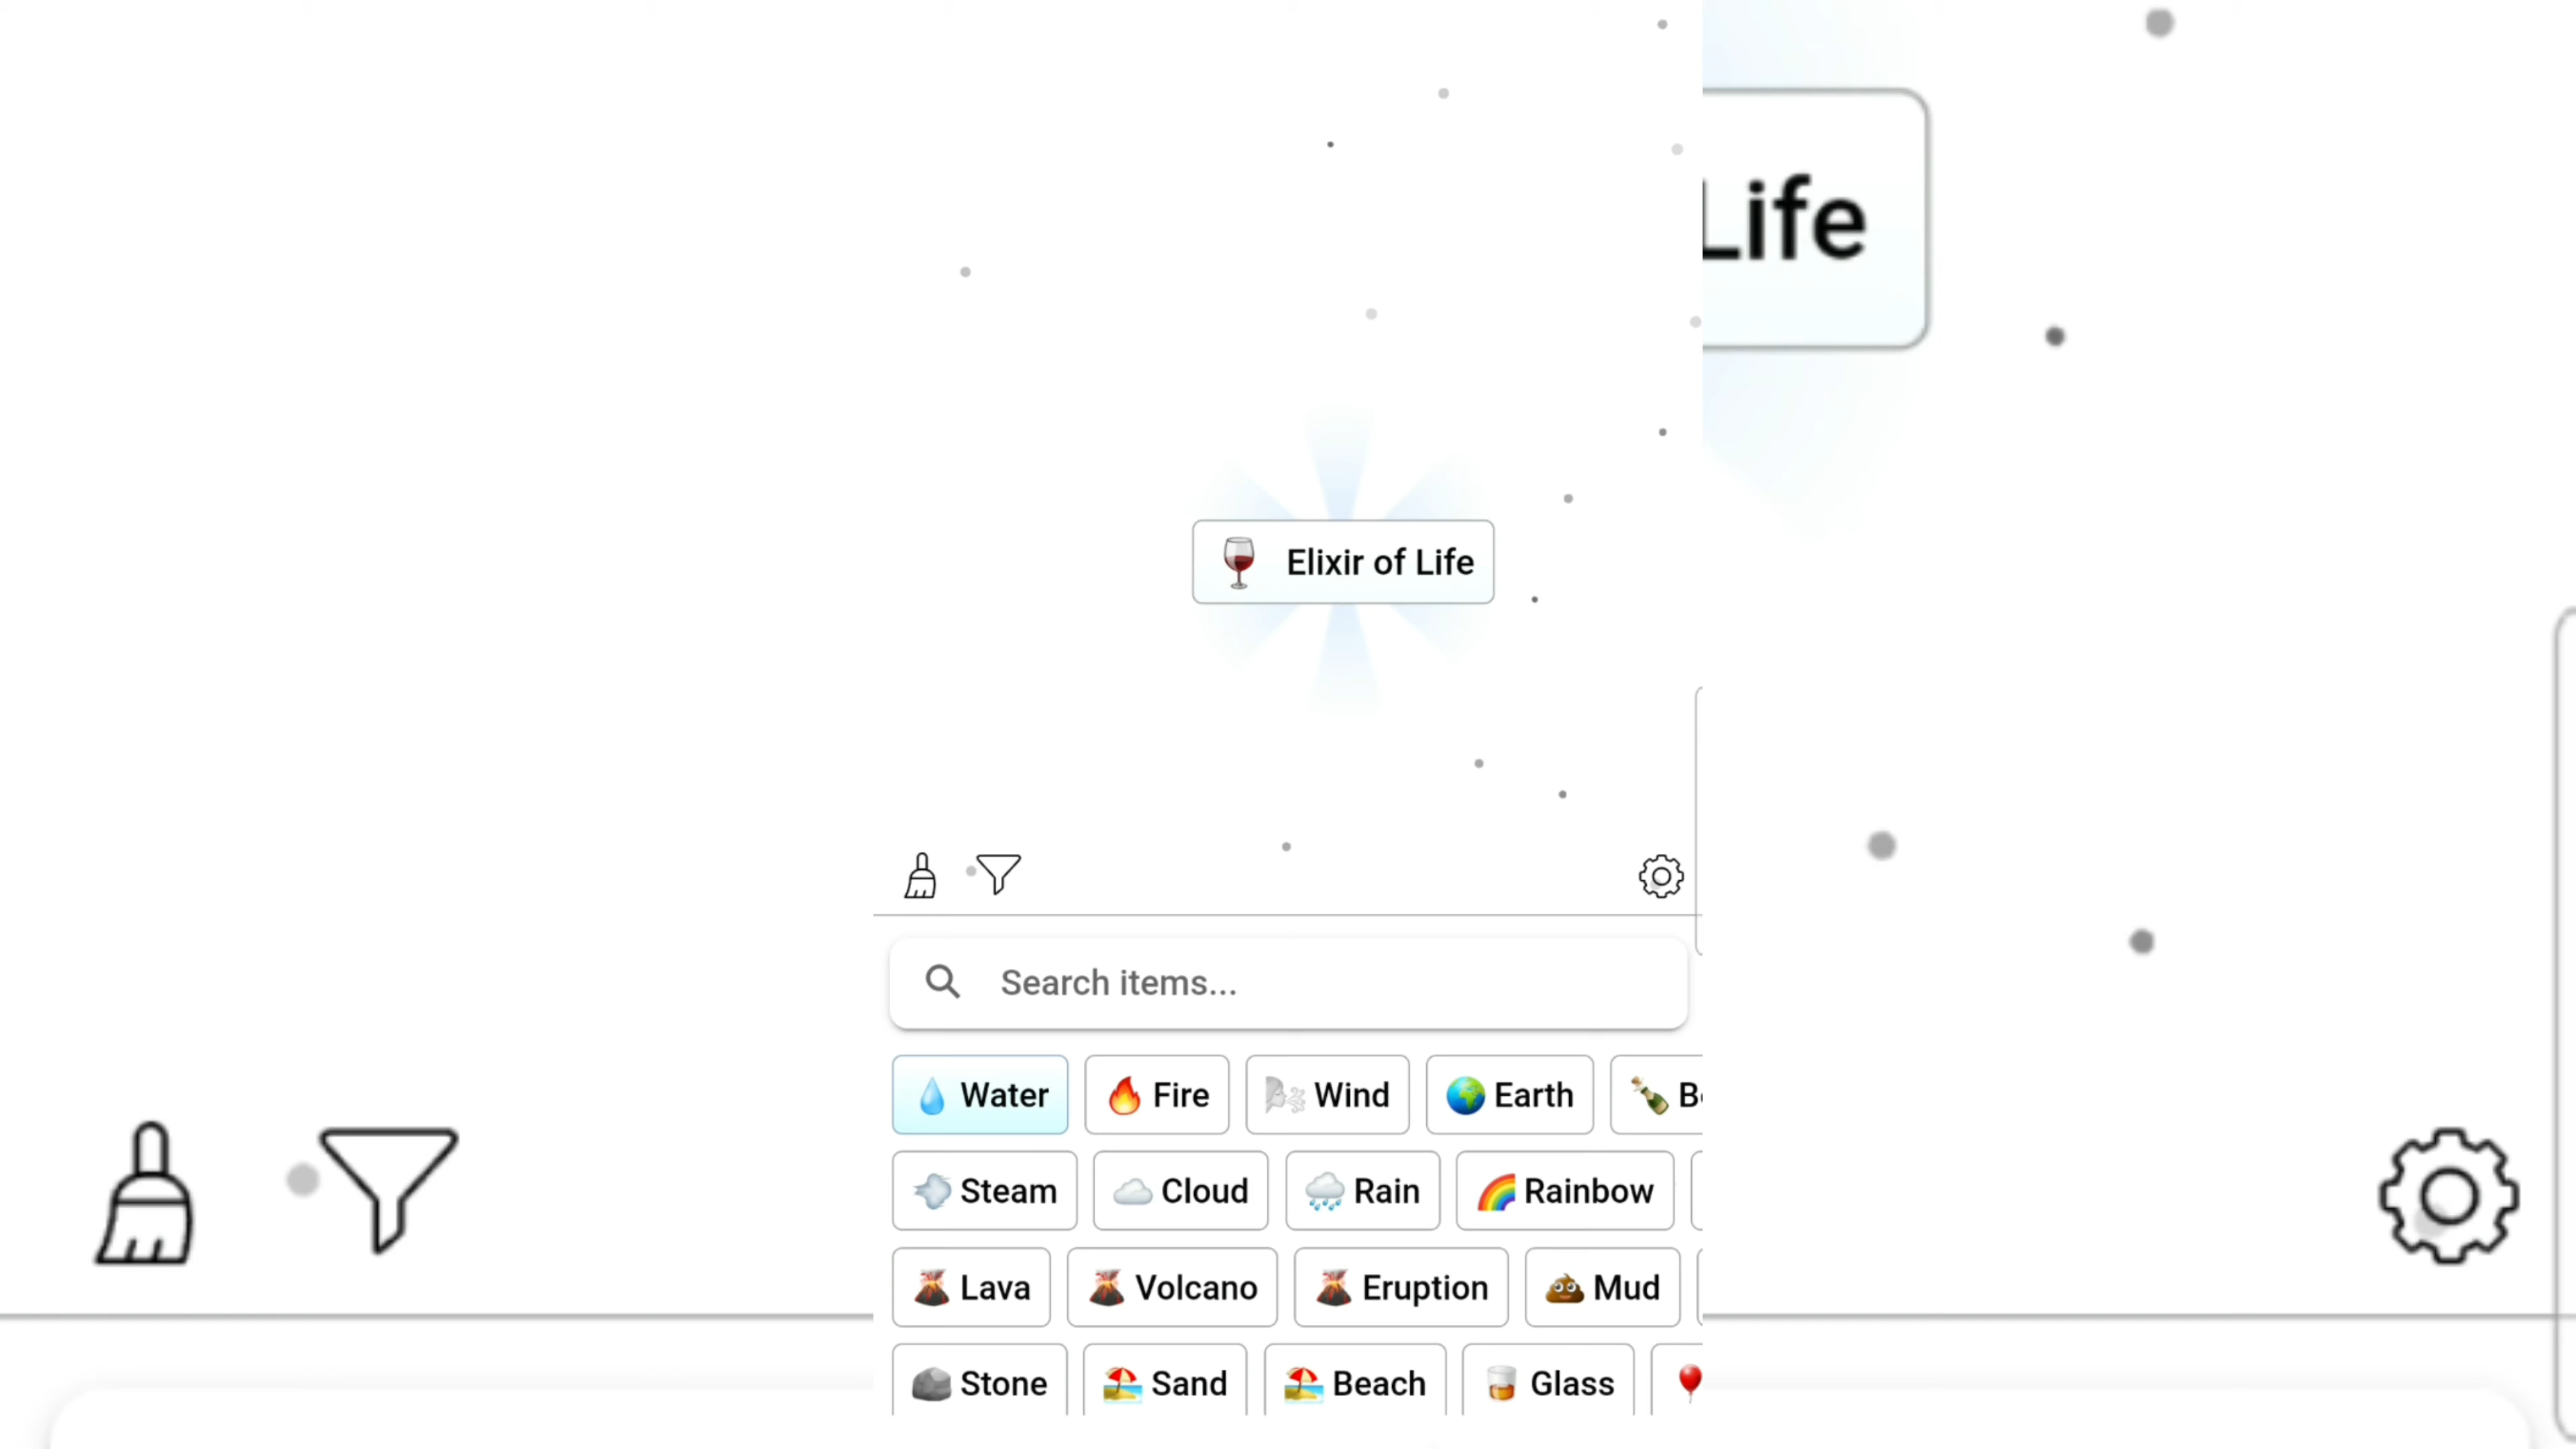 Life
Elixir of Life
Search items...
Water Fire Wind Earth
Steam Cloud Rain Rainbow
Lava Volcano Eruption Mud
Stone Sand Beach Glass